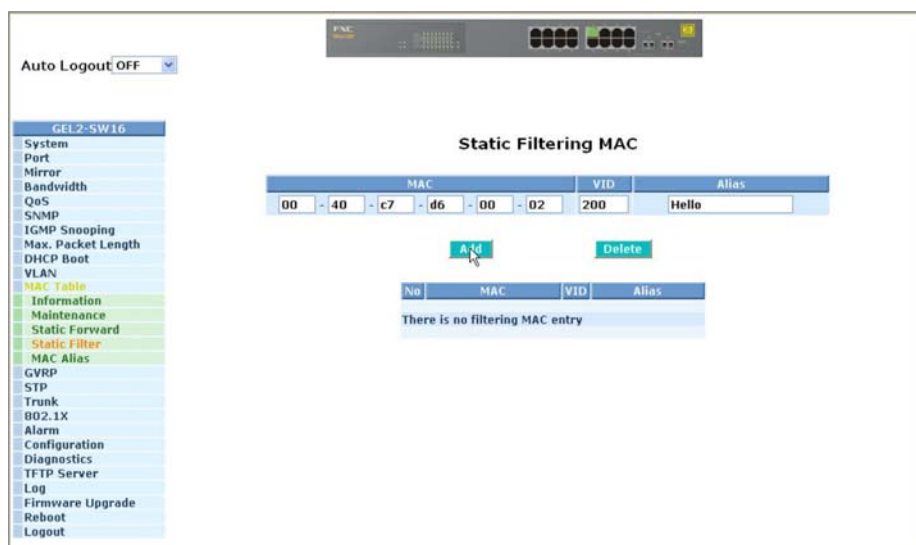 FXC
Auto Logout OFF
GEL2-SW16
System
Port
Mirror
Bandwidth
QoS
SNMP
IGMP Snooping
Max. Packet Length
DHCP Boot
VLAN
MAC Table
Information
Maintenance
Static Forward
Static Filter
MAC Alias
GVRP
STP
Trunk
802.1X
Alarm
Configuration
Diagnostics
TFTP Server
Log
Firmware Upgrade
Reboot
Logout
Static Filtering MAC
MAC VID Alias
00 - 40 - c7 - d6 - 00 - 02 200 Hello
Add Delete
No MAC VID Alias
There is no filtering MAC entry